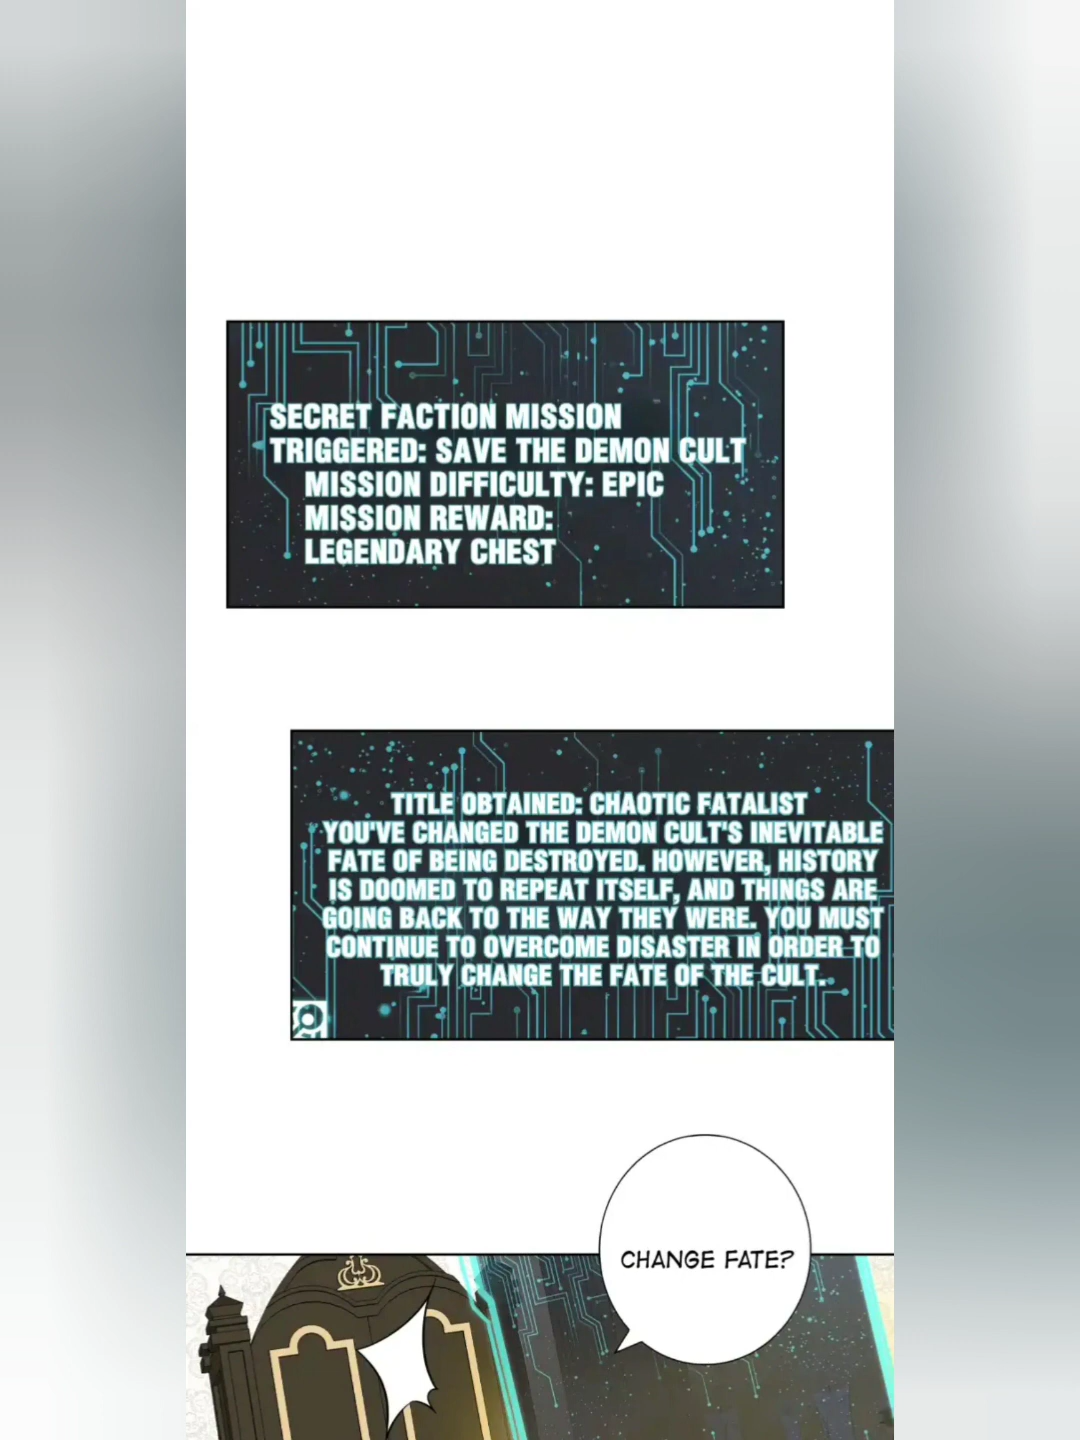 SECRET FACTION MISSION
TRIGGERED: SAVE THE DEMON CULT
MISSION DIFFICULTY: EPIC
MISSION REWARD:
LEGENDARY CHEST
TITLE OBTAINED: CHAOTIC FATALIST
YOU'VE CHANGED THE DEMON CULT'S INEVITABLE
FATE OF BEING DESTROYED. HOWEVER, HISTORY
IS DOOMED TO REPEAT ITSELF, AND THINGS ARE
GOING BACK TO THE WAY THEY WERE. YOU MUST
CONTINUE TO OVERCOME DISASTER IN ORDER TO
TRULY CHANGE THE FATE OF THE CULT.
CHANGE FATE?